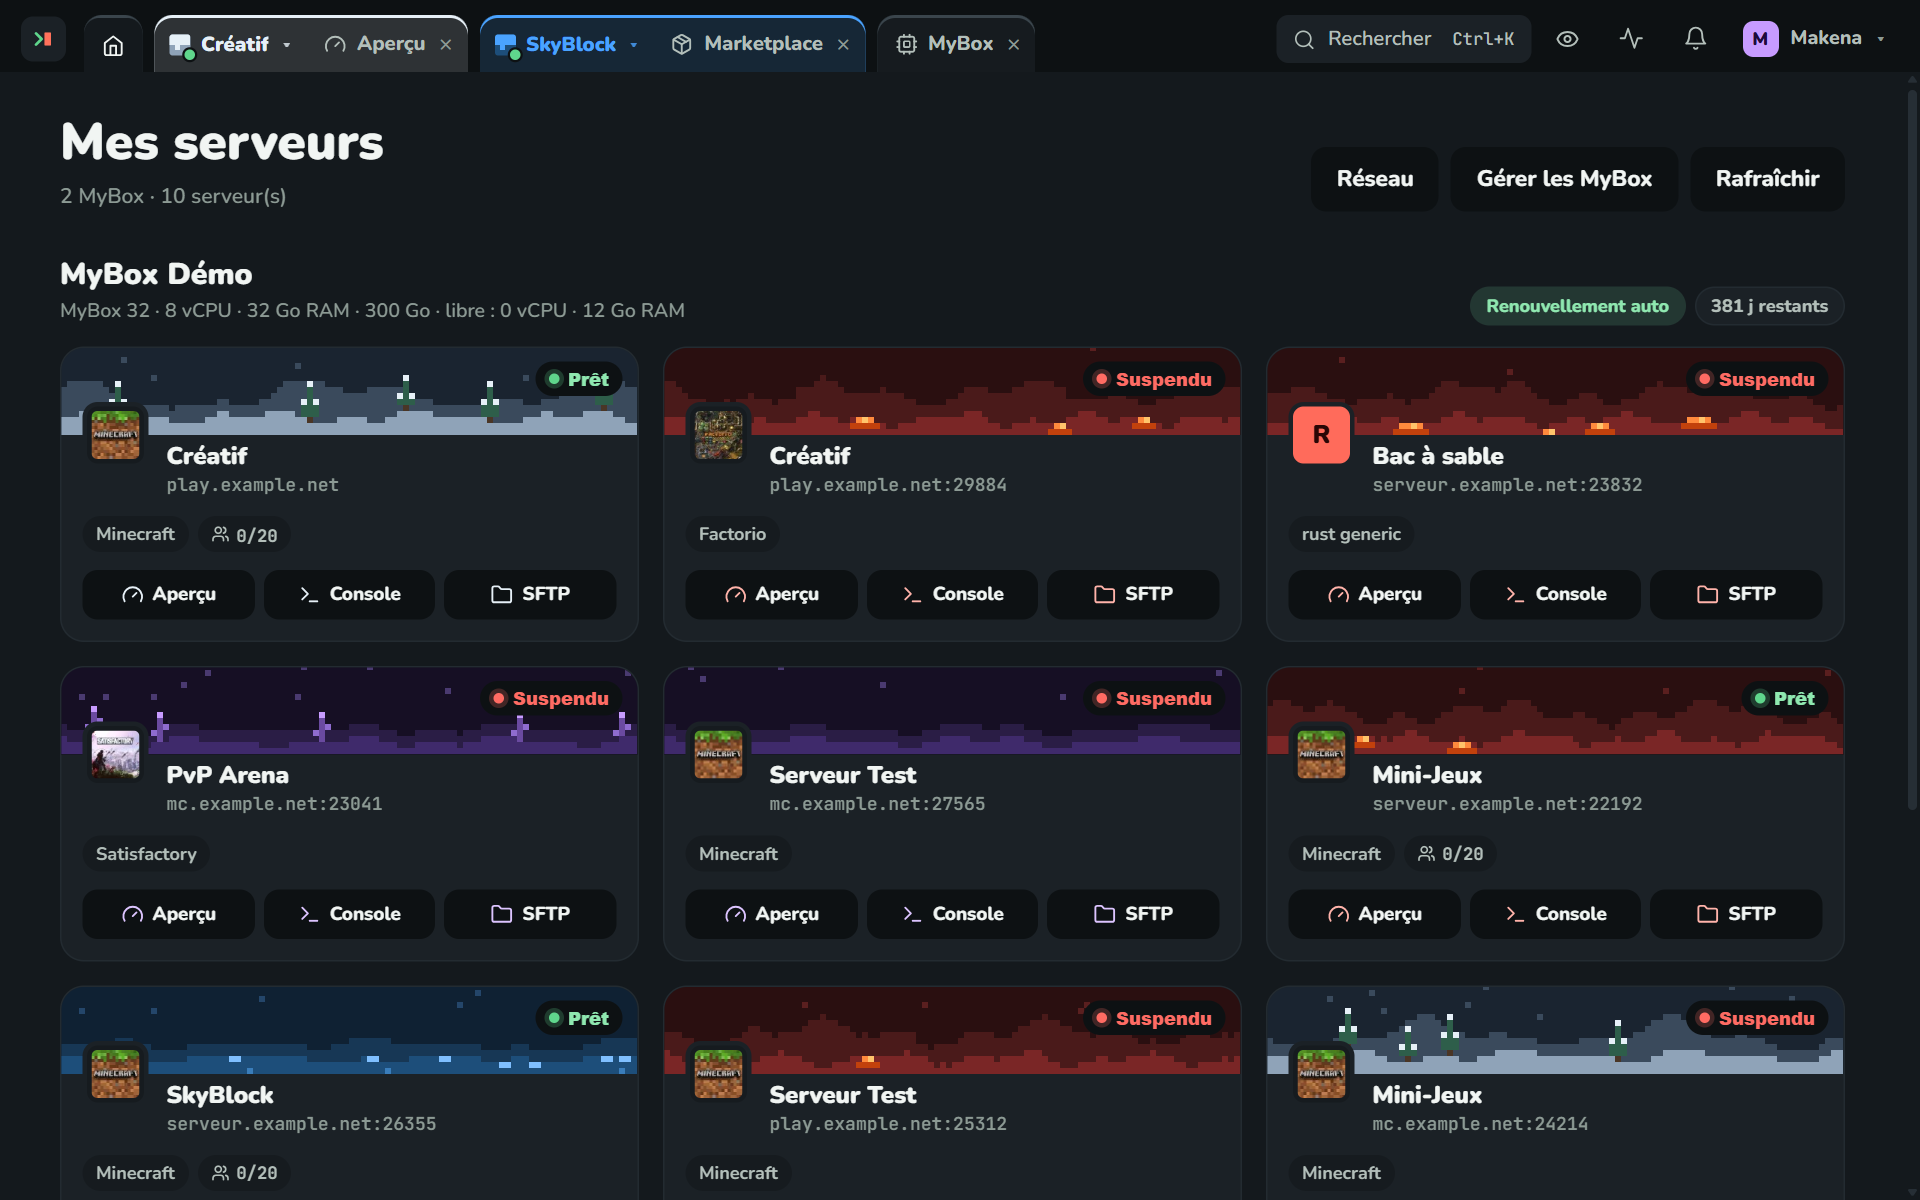 Créatif
Aperçu
SkyBlock
Marketplace
MyBox
Rechercher Ctrl+K
M Makena
Mes serveurs
2 MyBox · 10 serveur(s)
Réseau
Gérer les MyBox
Rafraîchir
MyBox Démo
MyBox 32 · 8 vCPU · 32 Go RAM · 300 Go · libre : 0 vCPU · 12 Go RAM
Renouvellement auto
381 j restants
Prêt
MINECRAFT
Créatif
play.example.net
Minecraft
0/20
Aperçu
Console
SFTP
Suspendu
Créatif
play.example.net:29884
Factorio
Aperçu
Console
SFTP
Suspendu
R
Bac à sable
serveur.example.net:23832
rust generic
Aperçu
Console
SFTP
Suspendu
SATISFACTORY
PvP Arena
mc.example.net:23041
Satisfactory
Aperçu
Console
SFTP
Suspendu
MINECRAFT
Serveur Test
mc.example.net:27565
Minecraft
Aperçu
Console
SFTP
Prêt
MINECRAFT
Mini-Jeux
serveur.example.net:22192
Minecraft
0/20
Aperçu
Console
SFTP
Prêt
MINECRAFT
SkyBlock
serveur.example.net:26355
Minecraft
0/20
Suspendu
MINECRAFT
Serveur Test
play.example.net:25312
Minecraft
Suspendu
MINECRAFT
Mini-Jeux
mc.example.net:24214
Minecraft